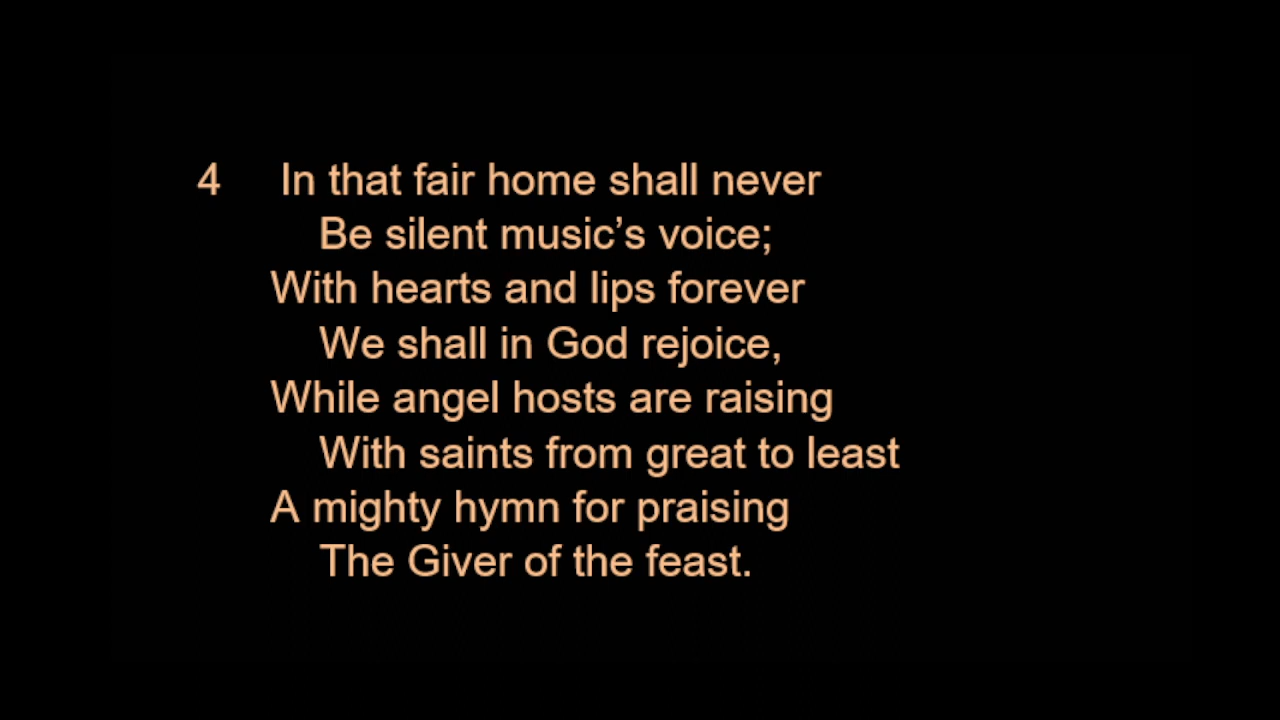 4 In that fair home shall never
Be silent music’s voice;
With hearts and lips forever
We shall in God rejoice,
While angel hosts are raising
With saints from great to least
A mighty hymn for praising
The Giver of the feast.